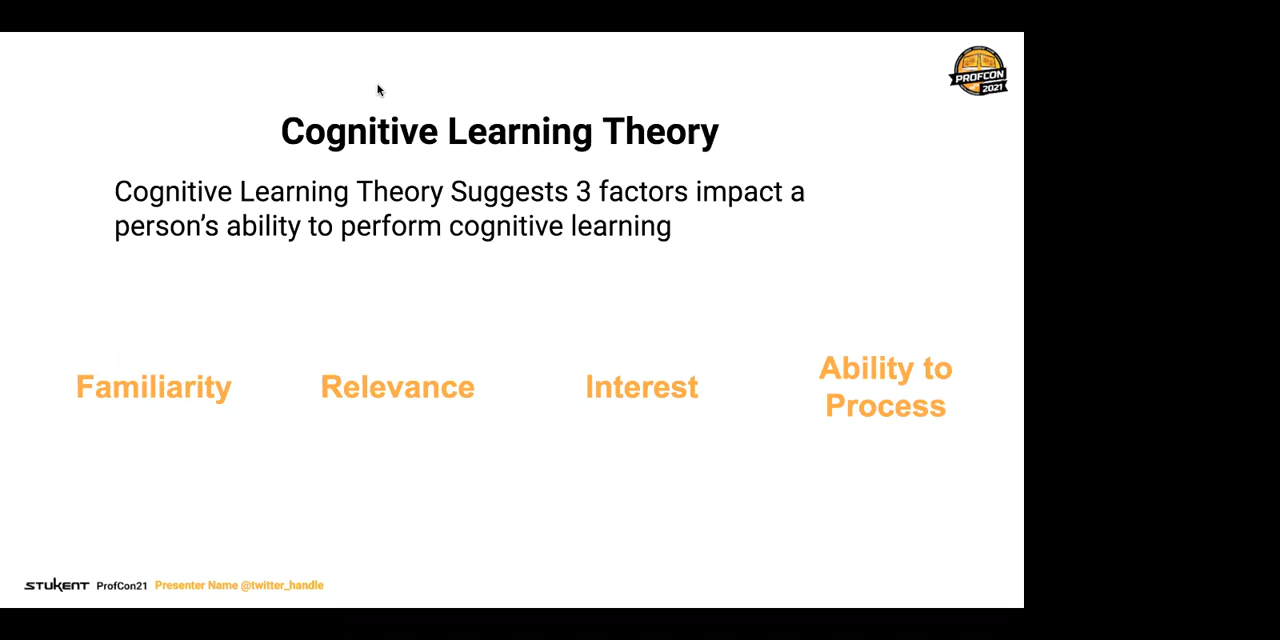 PROFCON
2021
Cognitive Learning Theory
Cognitive Learning Theory Suggests 3 factors impact a
person’s ability to perform cognitive learning
Familiarity
Relevance
Interest
Ability to
Process
STUKENT ProfCon21 Presenter Name @twitter_handle